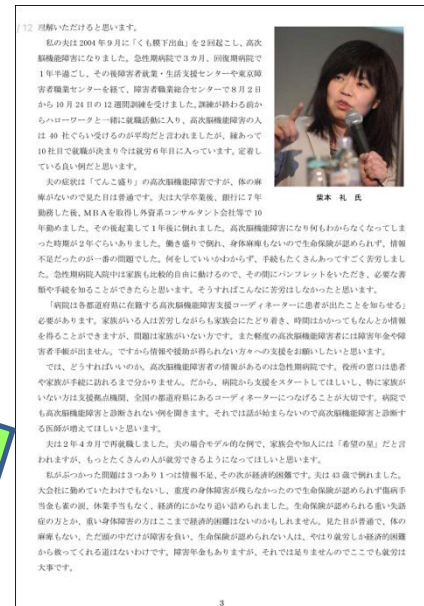 / 12
理解いただけると思います。
私の夫は 2004 年９月に「くも膜下出血」を２回起こし、高次
脳機能障害になりました。急性期病院で３カ月、回復期病院で
１年半過ごし、その後障害者就業・生活支援センターや東京障
害者職業センターを経て、障害者職業総合センターで８月２日
から 10 月 24 日の 12 週間訓練を受けました。訓練が終わる前か
らハローワークと一緒に就職活動に入り、高次脳機能障害の人
は 40 社ぐらい受けるのが平均だと言われましたが、縁あって
10 社目で就職が決まり今は就労６年目に入っています。定着し
ている良い例だと思います。
夫の症状は「てんこ盛り」の高次脳機能障害ですが、体の麻
痺がないので見た目は普通です。夫は大学卒業後、銀行に７年
勤務した後、ＭＢＡを取得し外資系コンサルタント会社等で 10
年勤めました。その後起業して１年後に倒れました。高次脳機能障害になり何もわからなくなってしま
った時期が２年ぐらいありました。働き盛りで倒れ、身体麻痺もないので生命保険が認められず、情報
不足だったのが一番の問題でした。何をしていいかわからず、手続もたくさんあってすごく苦労しまし
た。急性期病院入院中は家族も比較的自由に動けるので、その間にパンフレットをいただき、必要な書
類や手続を知ることができたらと思います。そうすればこんなに苦労はしなかったと思います。
「病院は各都道府県に在籍する高次脳機能障害支援コーディネーターに患者が出たことを知らせる」
必要があります。家族がいる人は苦労しながらも家族会にたどり着き、時間はかかってもなんとか情報
を得ることができますが、問題は家族がいない方です。また軽度の高次脳機能障害者には障害年金や障
害者手帳が出ません。ですから情報や援助が得られない方々への支援をお願いしたいと思います。
では、どうすればいいのか。高次脳機能障害者の情報があるのは急性期病院です。役所の窓口は患者
や家族が手続に訪れるまで分かりません。だから、病院から支援をスタートしてほしいし、特に家族が
いない方は支援拠点機関、全国の都道府県にあるコーディネーターにつなげることが大切です。病院で
も高次脳機能障害と診断されない例を聞きます。それでは話が始まらないので高次脳機能障害と診断す
る医師が増えてほしいと思います。
夫は２年４カ月で再就職しました。夫の場合モデル的な例で、家族会や知人には「希望の星」だと言
われますが、もっとたくさんの人が就労できるようになってほしいと思います。
私がぶつかった問題は３つあり１つは情報不足、その次が経済的困難です。夫は 43 歳で倒れました。
大会社に勤めていたわけでもないし、重度の身体障害が残らなかったので生命保険が認められず傷病手
当金も雀の涙、休業手当もなく、経済的にかなり追い詰められました。生命保険が認められる重い失語
症の方とか、重い身体障害の方はここまで経済的困難はないのかもしれません。見た目が普通で、体の
麻痺もない、ただ頭の中だけが障害を負い、生命保険が認められない人は、やはり就労しか経済的困難
から救ってくれる道はないわけです。障害年金もありますが、それでは足りませんのでここでも就労は
大事です。
柴本 礼 氏
3